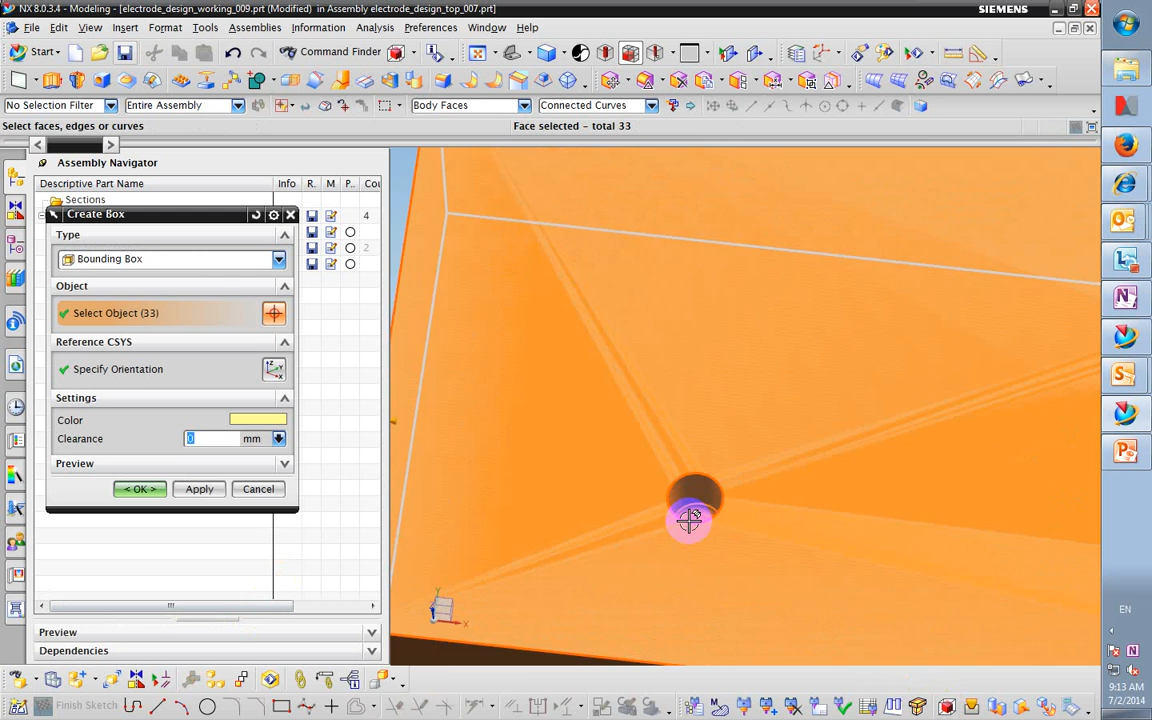 NX 8.0.3.4 - Modeling - [electrode_design_working_009.prt (Modified)  in Assembly electrode_design_top_007.prt]
SIEMENS
File Edit View Insert Format Tools Assemblies Information Analysis Preferences Window Help
Start Command Finder
No Selection Filter Entire Assembly Body Faces Connected Curves
Select faces, edges or curves
Face selected - total 33
Assembly Navigator
Descriptive Part Name Info R. M P.. Cou
Sections
Create Box
4
Type
2
Bounding Box
Object
Select Object (33)
Reference CSYS
Specify Orientation
Settings
Color
Clearance 0 mm
Preview
< OK > Apply Cancel
Y
X
Preview
Dependencies
Finish Sketch
EN
9:13 AM
7/2/2014